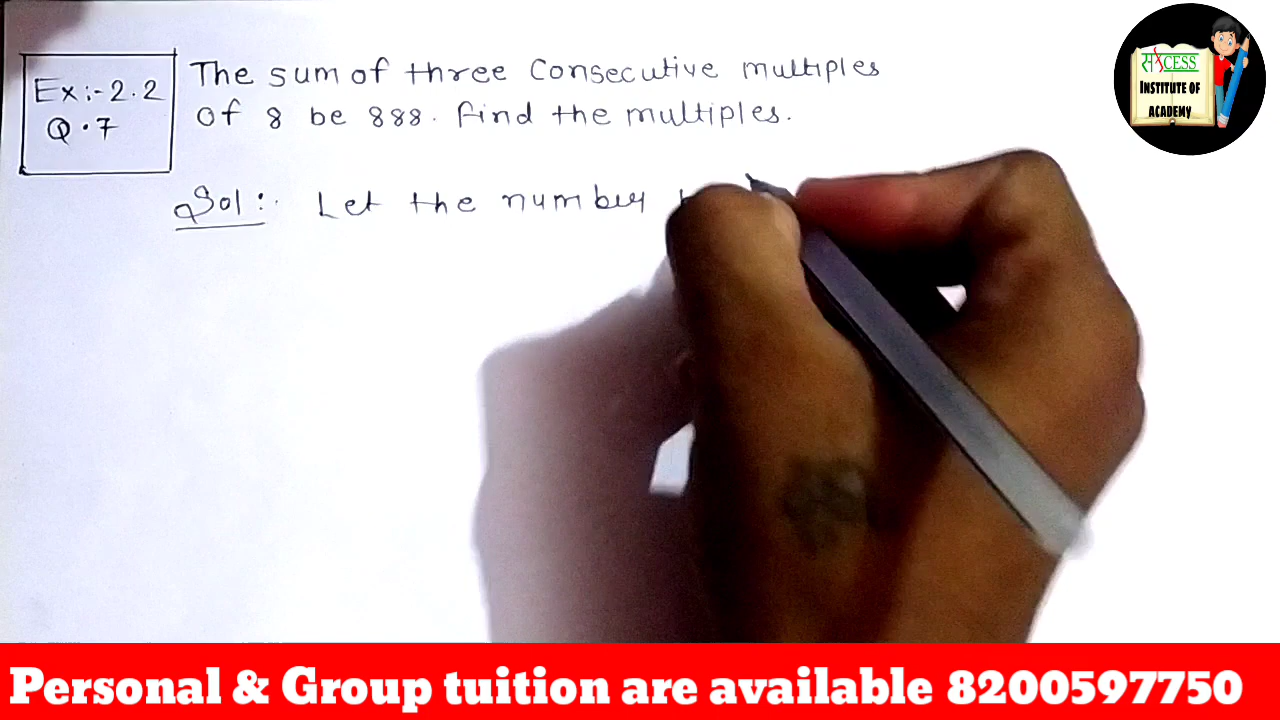 Ex:-2.2
Q.7
The sum of three consecutive multiples
of 8 be 888. find the multiples.
Sol:. Let the number
सxCESS
INSTITUTE OF
ACADEMY
Personal & Group tuition are available 8200597750